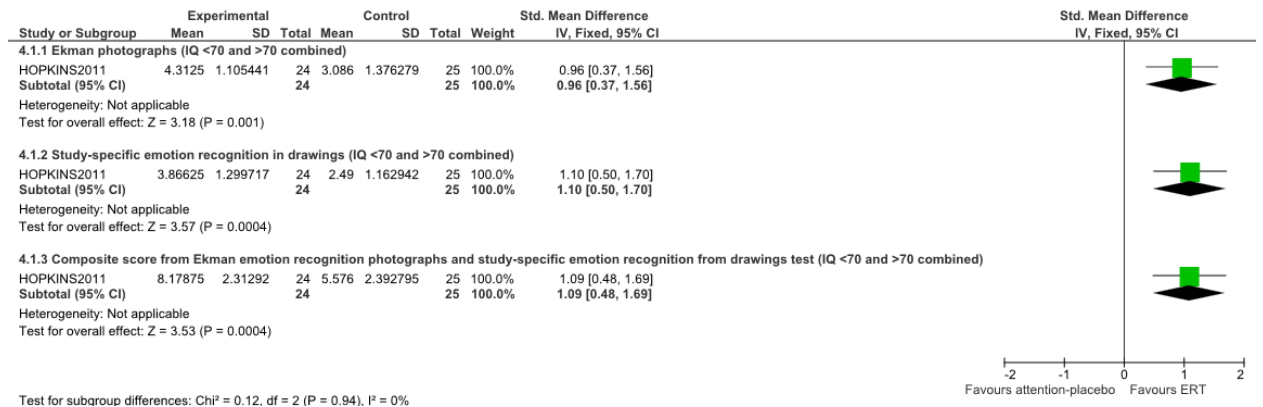 Experimental Control Std. Mean Difference Std. Mean Difference
Study or Subgroup Mean SD Total Mean SD Total Weight IV, Fixed, 95% CI IV, Fixed, 95% CI
4.1.1 Ekman photographs (IQ <70 and >70 combined)
HOPKINS2011 4.3125 1.105441 24 3.086 1.376279 25 100.0% 0.96 [0.37, 1.56]
Subtotal (95% CI) 24 25 100.0% 0.96 [0.37, 1.56]
Heterogeneity: Not applicable
Test for overall effect: Z = 3.18 (P = 0.001)
4.1.2 Study-specific emotion recognition in drawings (IQ <70 and >70 combined)
HOPKINS2011 3.86625 1.299717 24 2.49 1.162942 25 100.0% 1.10 [0.50, 1.70]
Subtotal (95% CI) 24 25 100.0% 1.10 [0.50, 1.70]
Heterogeneity: Not applicable
Test for overall effect: Z = 3.57 (P = 0.0004)
4.1.3 Composite score from Ekman emotion recognition photographs and study-specific emotion recognition from drawings test (IQ <70 and >70 combined)
HOPKINS2011 8.17875 2.31292 24 5.576 2.392795 25 100.0% 1.09 [0.48, 1.69]
Subtotal (95% CI) 24 25 100.0% 1.09 [0.48, 1.69]
Heterogeneity: Not applicable
Test for overall effect: Z = 3.53 (P = 0.0004)
-2 -1 0 1 2
Favours attention-placebo Favours ERT
Test for subgroup differences: Chi² = 0.12, df = 2 (P = 0.94), I² = 0%